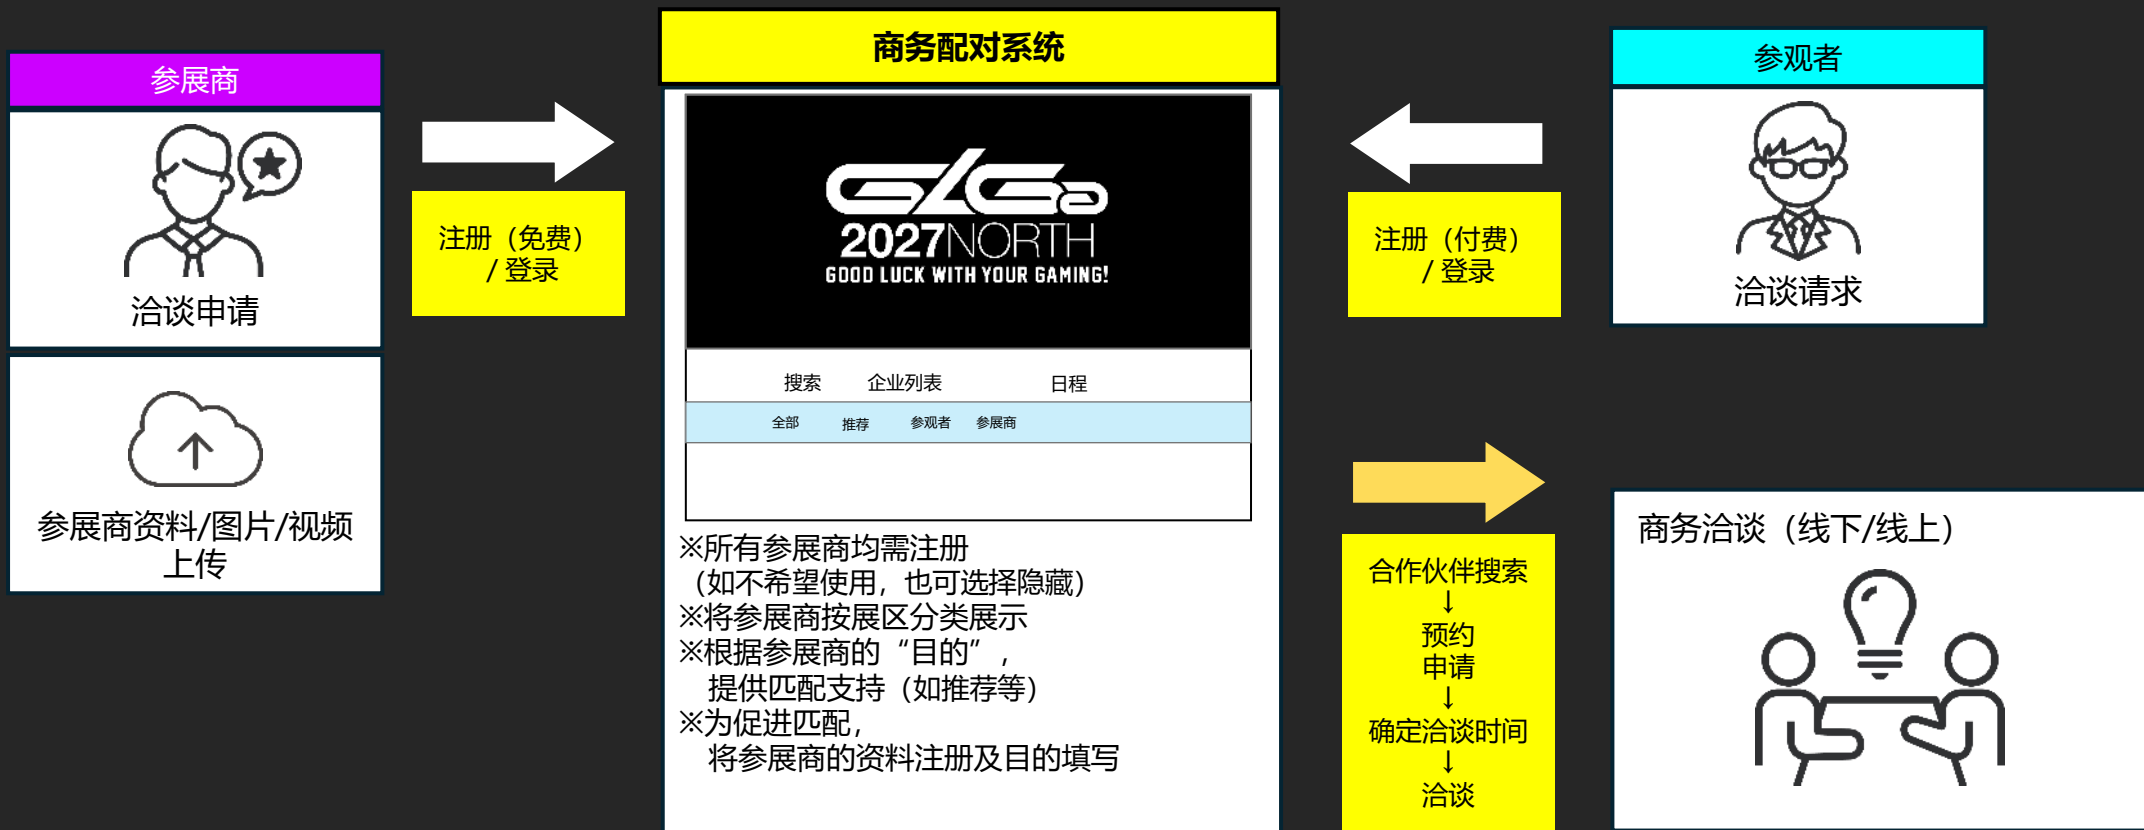 商务配对系统
参展商
洽谈申请
参展商资料/图片/视频
上传
注册（免费）
/ 登录
2027NORTH
GOOD LUCK WITH YOUR GAMING!
搜索 企业列表 日程
全部 推荐 参观者 参展商
※所有参展商均需注册
（如不希望使用，也可选择隐藏）
※将参展商按展区分类展示
※根据参展商的“目的”，
提供匹配支持（如推荐等）
※为促进匹配，
将参展商的资料注册及目的填写
注册（付费）
/ 登录
参观者
洽谈请求
合作伙伴搜索
↓
预约
申请
↓
确定洽谈时间
↓
洽谈
商务洽谈（线下/线上）